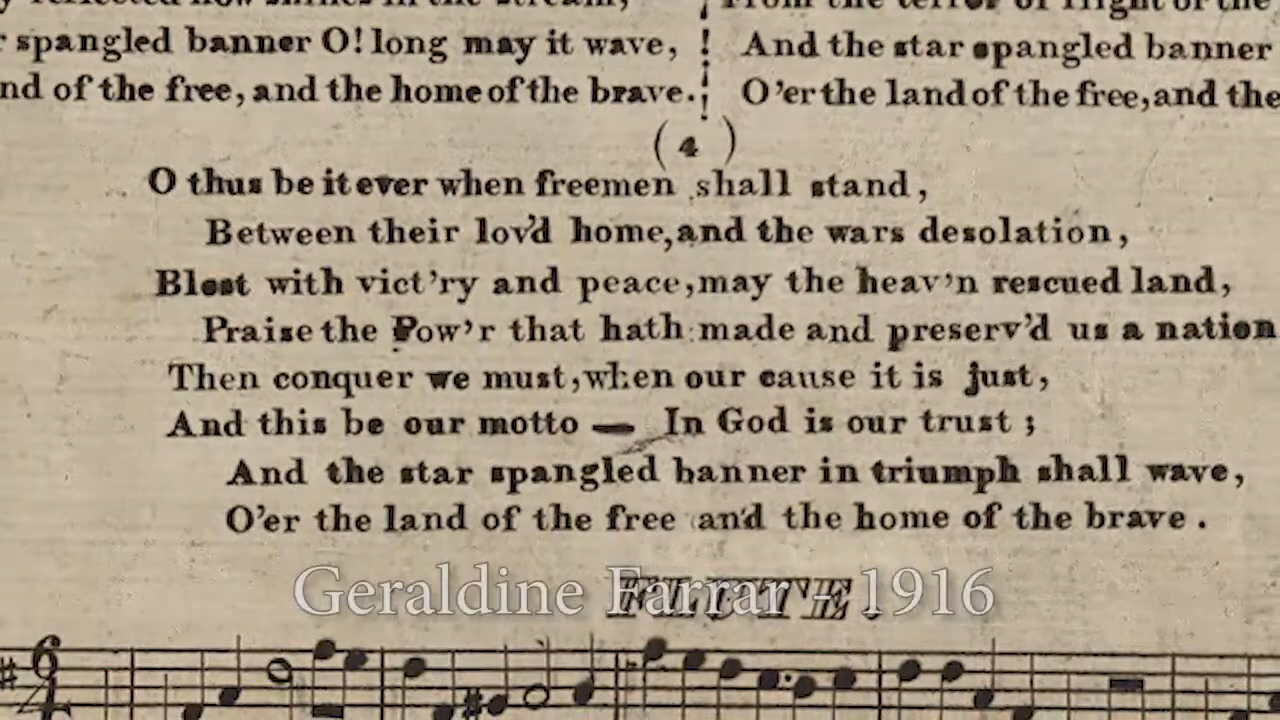 spangled banner O! long may it wave,
And the star spangled banner
nd of the free, and the home of the brave.
O'er the land of the free, and the
( 4 )
O thus be it ever when freemen shall stand,
Between their lov'd home, and the wars desolation,
Blest with vict'ry and peace, may the heav'n rescued land,
Praise the Pow'r that hath made and preserv'd us a nation
Then conquer we must, when our cause it is just,
And this be our motto — In God is our trust ;
And the star spangled banner in triumph shall wave,
O'er the land of the free and the home of the brave .
FLUTE.
Geraldine Farrar - 1916
6
4